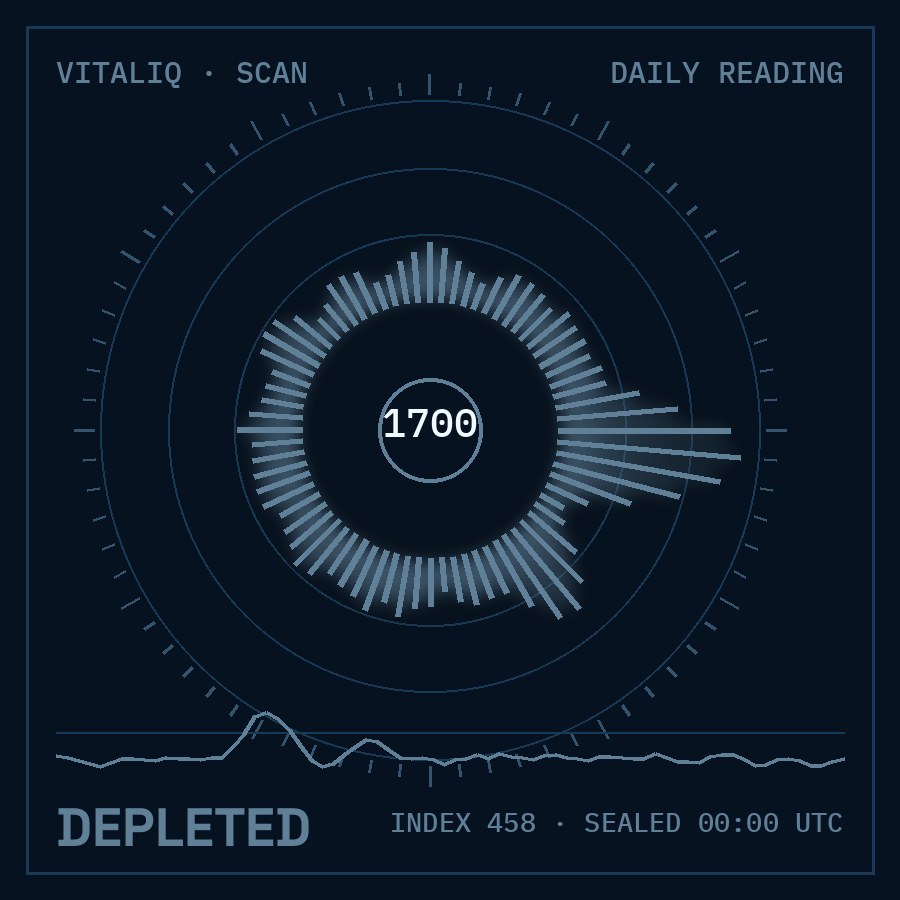 VITALIQ · SCAN
DAILY READING
1700
DEPLETED
INDEX 458 · SEALED 00:00 UTC